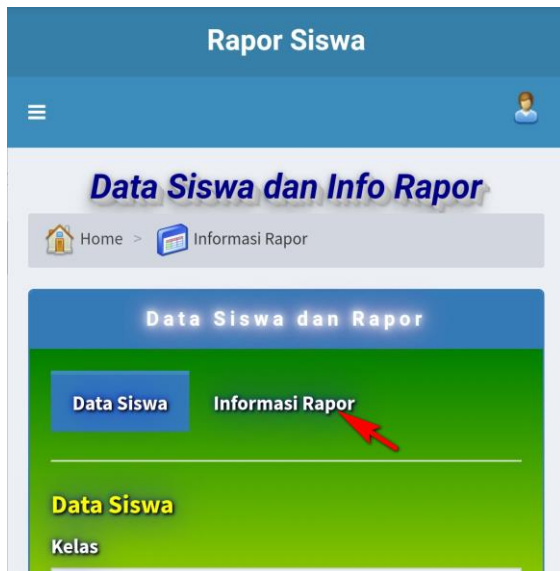 Rapor Siswa
Data Siswa dan Info Rapor
Home > Informasi Rapor
Data Siswa dan Rapor
Data Siswa Informasi Rapor
Data Siswa
Kelas